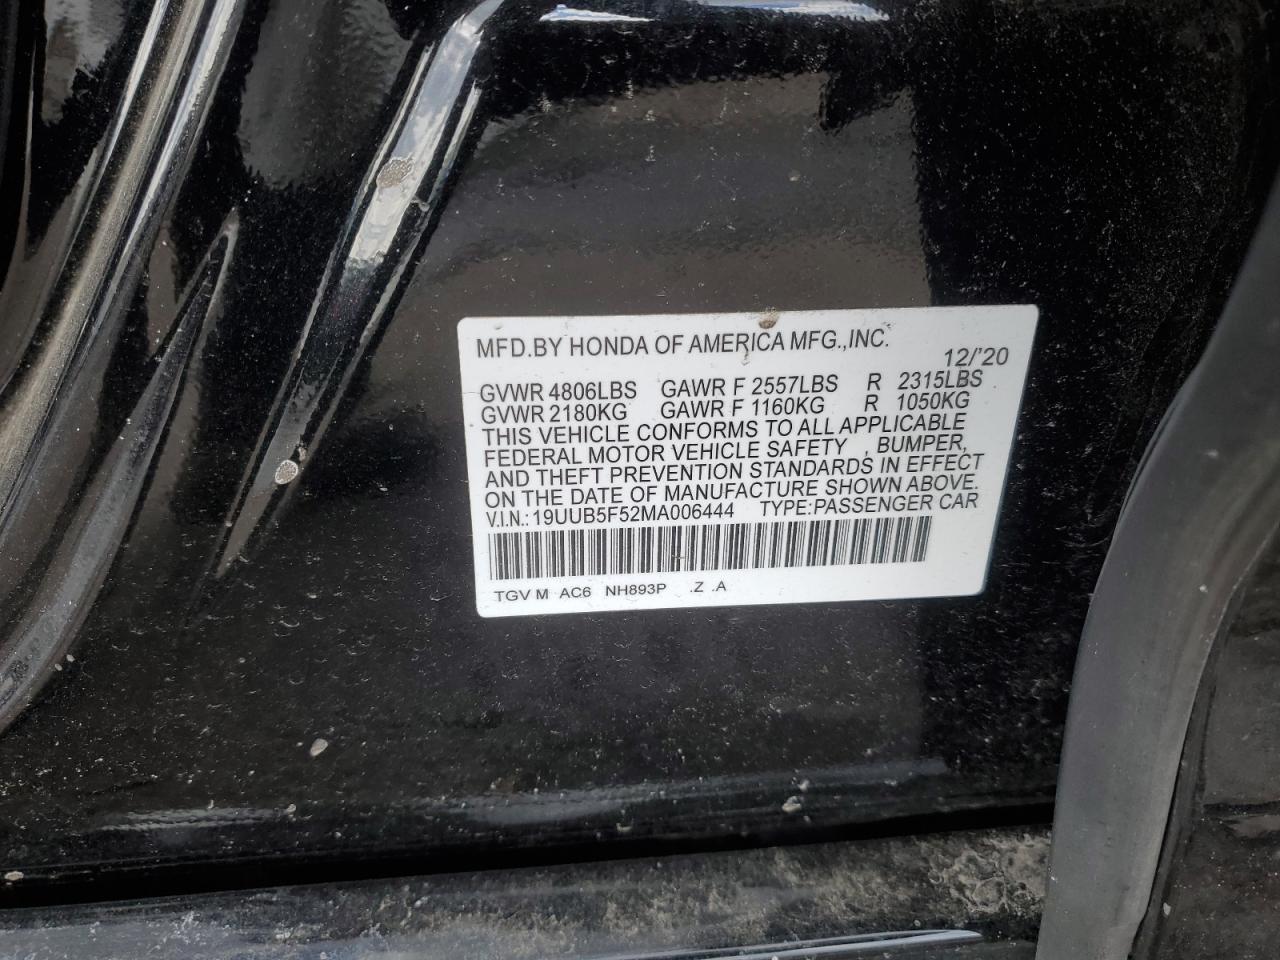 MFD.BY HONDA OF AMERICA MFG.,INC.
12/'20
GVWR 4806LBS GAWR F 2557LBS R 2315LBS
GVWR 2180KG GAWR F 1160KG R 1050KG
THIS VEHICLE CONFORMS TO ALL APPLICABLE
FEDERAL MOTOR VEHICLE SAFETY , BUMPER,
AND THEFT PREVENTION STANDARDS IN EFFECT
ON THE DATE OF MANUFACTURE SHOWN ABOVE.
V.I.N.:19UUB5F52MA006444 TYPE:PASSENGER CAR
TGV M AC6 NH893P .Z .A